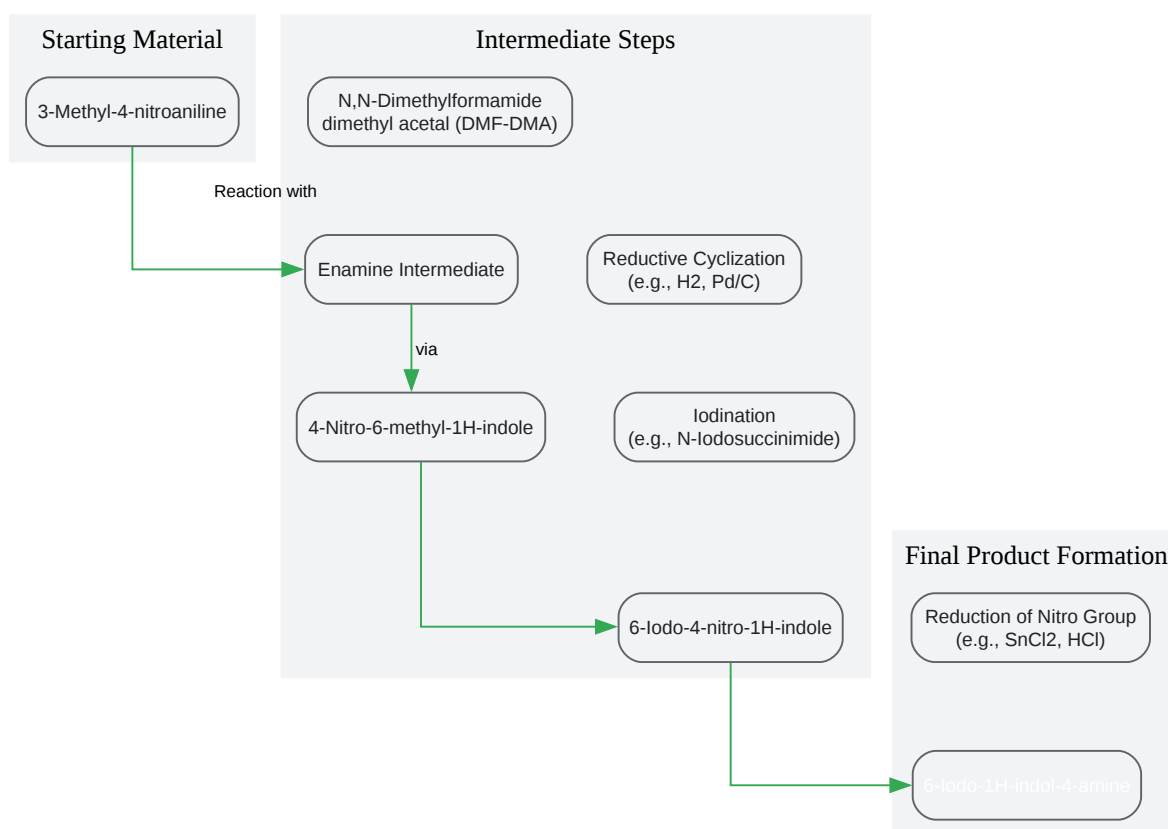 Starting Material
Intermediate Steps
3-Methyl-4-nitroaniline
N,N-Dimethylformamide
dimethyl acetal (DMF-DMA)
Reaction with
Enamine Intermediate
Reductive Cyclization
(e.g., H2, Pd/C)
via
4-Nitro-6-methyl-1H-indole
Iodination
(e.g., N-Iodosuccinimide)
Final Product Formation
6-Iodo-4-nitro-1H-indole
Reduction of Nitro Group
(e.g., SnCl2, HCl)
6-Iodo-1H-indol-4-amine